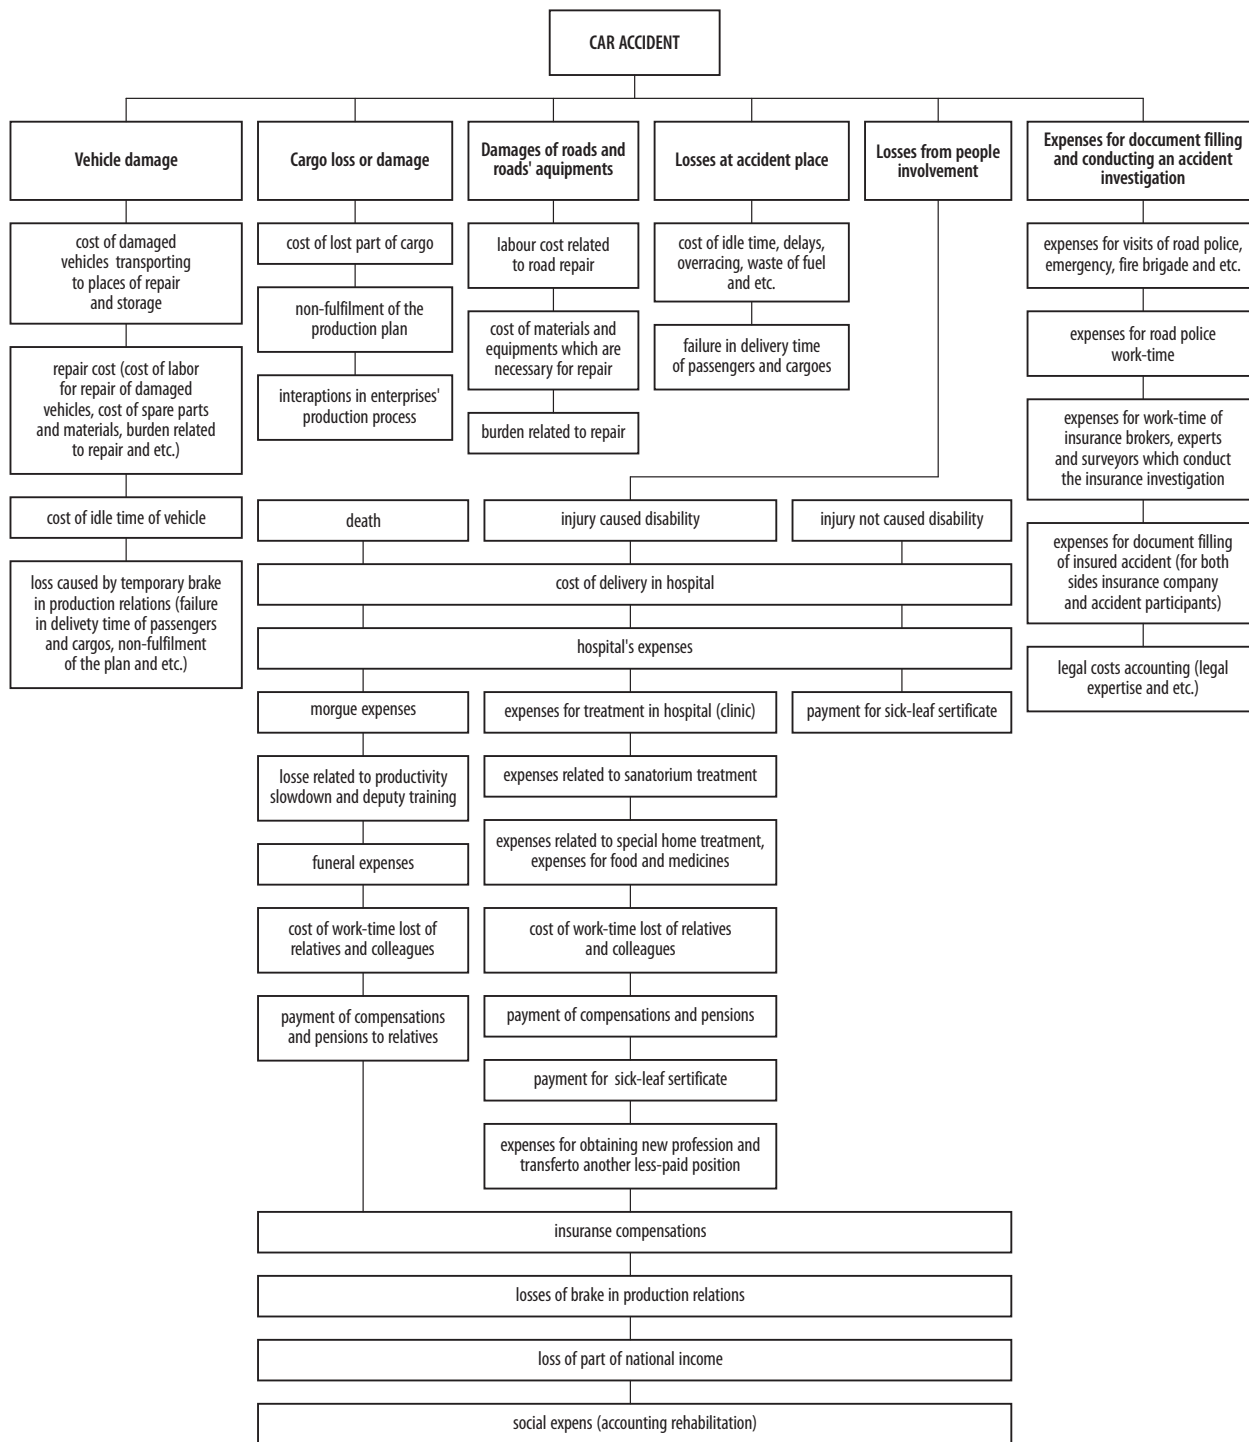 CAR ACCIDENT
Vehicle damage
cost of damaged
vehicles transporting
to places of repair
and storage
repair cost (cost of labor
for repair of damaged
vehicles, cost of spare parts
and materials, burden related
to repair and etc.)
cost of idle time of vehicle
loss caused by temporary brake
in production relations (failure
in delivety time of passengers
and cargos, non-fulfilment
of the plan and etc.)
Cargo loss or damage
cost of lost part of cargo
non-fulfilment of the
production plan
interaptions in enterprises'
production process
Damages of roads and
roads' aquipments
labour cost related
to road repair
cost of materials and
equipments which are
necessary for repair
burden related to repair
Losses at accident place
cost of idle time, delays,
overracing, waste of fuel
and etc.
failure in delivery time
of passengers and cargoes
Losses from people
involvement
death
injury caused disability
injury not caused disability
cost of delivery in hospital
hospital's expenses
morgue expenses
losse related to productivity
slowdown and deputy training
funeral expenses
cost of work-time lost of
relatives and colleagues
payment of compensations
and pensions to relatives
expenses for treatment in hospital (clinic)
expenses related to sanatorium treatment
expenses related to special home treatment,
expenses for food and medicines
cost of work-time lost of relatives
and colleagues
payment of compensations and pensions
payment for sick-leaf sertificate
expenses for obtaining new profession and
transferto another less-paid position
payment for sick-leaf sertificate
insuranse compensations
losses of brake in production relations
loss of part of national income
social expens (accounting rehabilitation)
Expenses for document filling
and conducting an accident
investigation
expenses for visits of road police,
emergency, fire brigade and etc.
expenses for road police
work-time
expenses for work-time of
insurance brokers, experts
and surveyors which conduct
the insurance investigation
expenses for document filling
of insured accident (for both
sides insurance company
and accident participants)
legal costs accounting (legal
expertise and etc.)